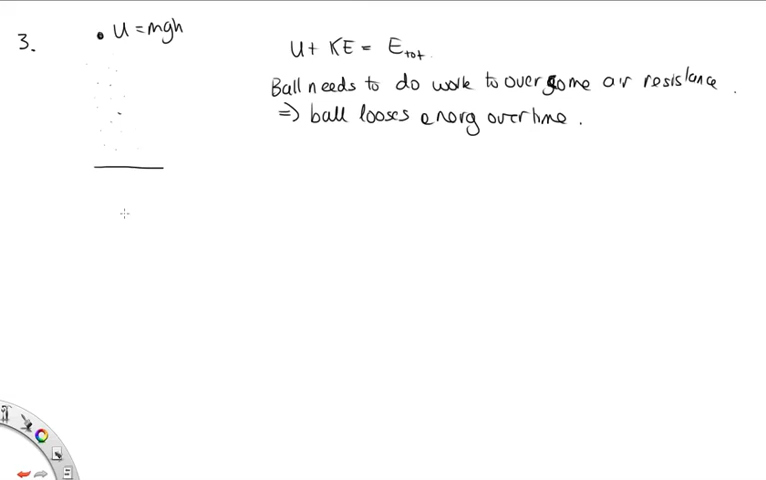 3.
U = mgh
U + KE = Etot.
Ball needs to do work to overcome air resistance.
=> ball looses energ over time.